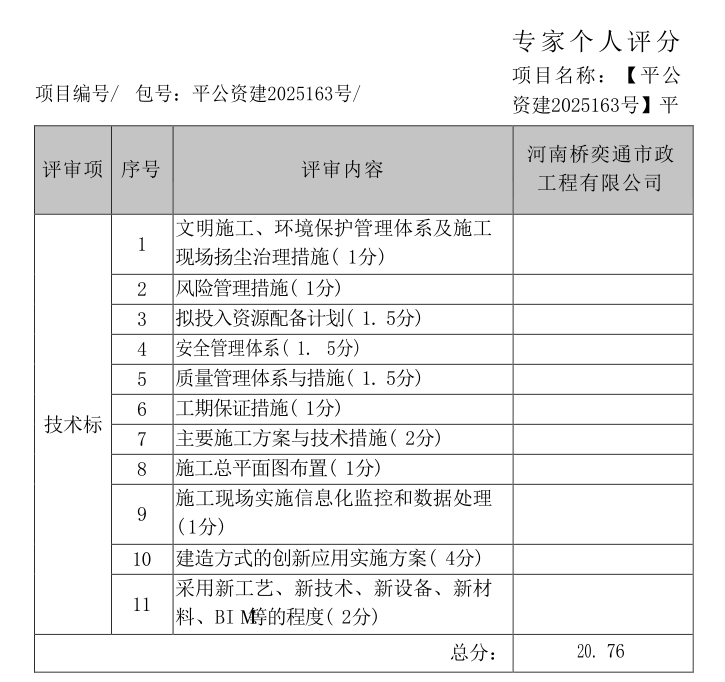 专家个人评分
项目名称：【平公
项目编号/ 包号：平公资建2025163号/
资建2025163号】平
评审项 序号 评审内容 河南桥奕通市政
工程有限公司
技术标
1 文明施工、环境保护管理体系及施工
现场扬尘治理措施(1分)
2 风险管理措施(1分)
3 拟投入资源配备计划(1.5分)
4 安全管理体系(1.5分)
5 质量管理体系与措施(1.5分)
6 工期保证措施(1分)
7 主要施工方案与技术措施(2分)
8 施工总平面图布置(1分)
9 施工现场实施信息化监控和数据处理
(1分)
10 建造方式的创新应用实施方案(4分)
11 采用新工艺、新技术、新设备、新材
料、BIM等的程度(2分)
总分： 20.76